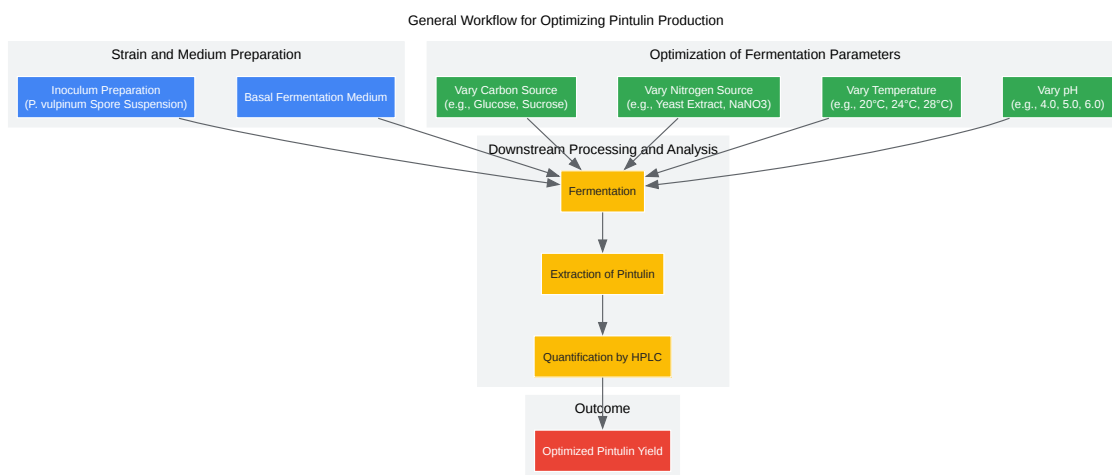 General Workflow for Optimizing Pintulin Production
Strain and Medium Preparation
Optimization of Fermentation Parameters
Inoculum Preparation
(P. vulpinum Spore Suspension)
Basal Fermentation Medium
Vary Carbon Source
(e.g., Glucose, Sucrose)
Vary Nitrogen Source
(e.g., Yeast Extract, NaNO3)
Vary Temperature
(e.g., 20°C, 24°C, 28°C)
Vary pH
(e.g., 4.0, 5.0, 6.0)
Downstream Processing and Analysis
Fermentation
Extraction of Pintulin
Quantification by HPLC
Outcome
Optimized Pintulin Yield